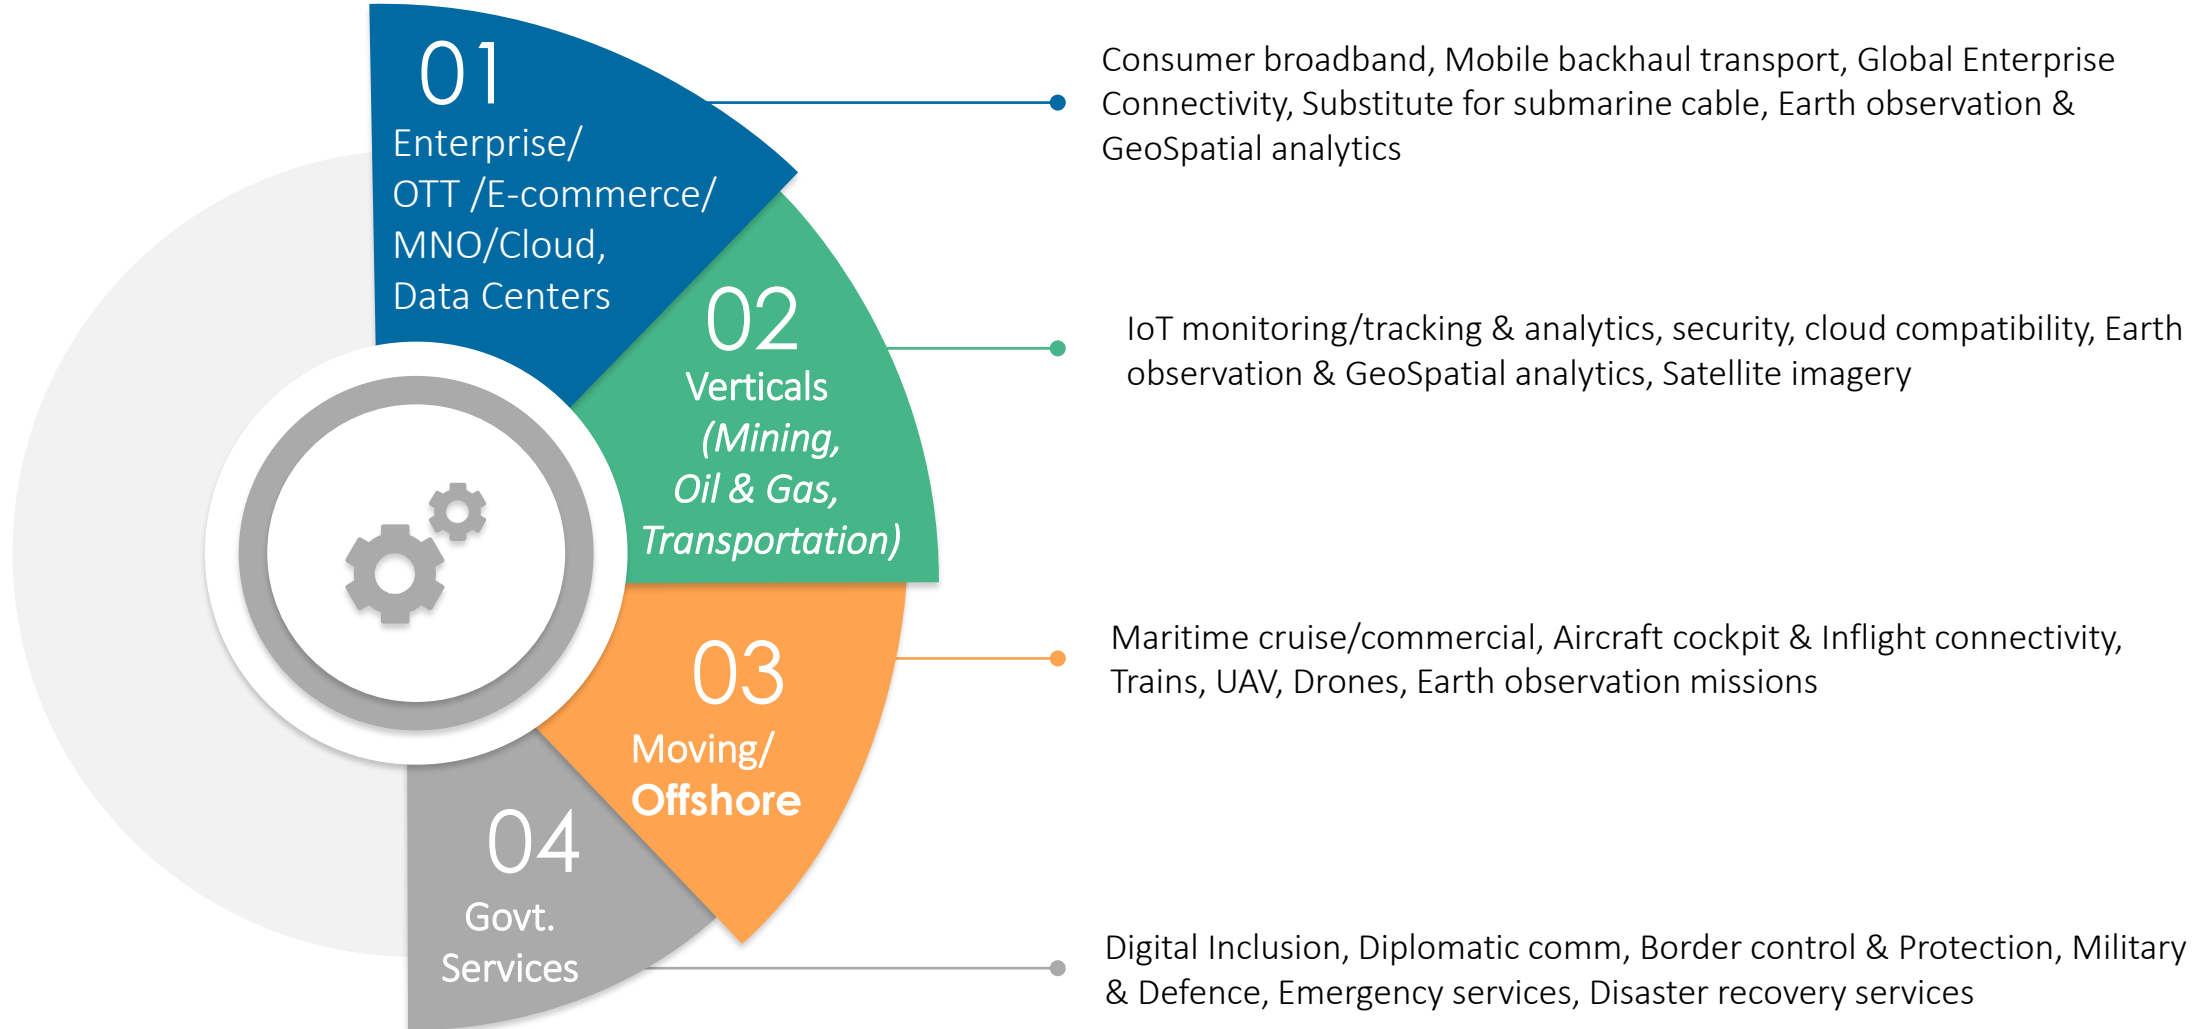 01
Enterprise/
OTT /E-commerce/
MNO/Cloud,
Data Centers
Consumer broadband, Mobile backhaul transport, Global Enterprise
Connectivity, Substitute for submarine cable, Earth observation &
GeoSpatial analytics
02
Verticals
(Mining,
Oil & Gas,
Transportation)
IoT monitoring/tracking & analytics, security, cloud compatibility, Earth
observation & GeoSpatial analytics, Satellite imagery
03
Moving/
Offshore
Maritime cruise/commercial, Aircraft cockpit & Inflight connectivity,
Trains, UAV, Drones, Earth observation missions
04
Govt.
Services
Digital Inclusion, Diplomatic comm, Border control & Protection, Military
& Defence, Emergency services, Disaster recovery services